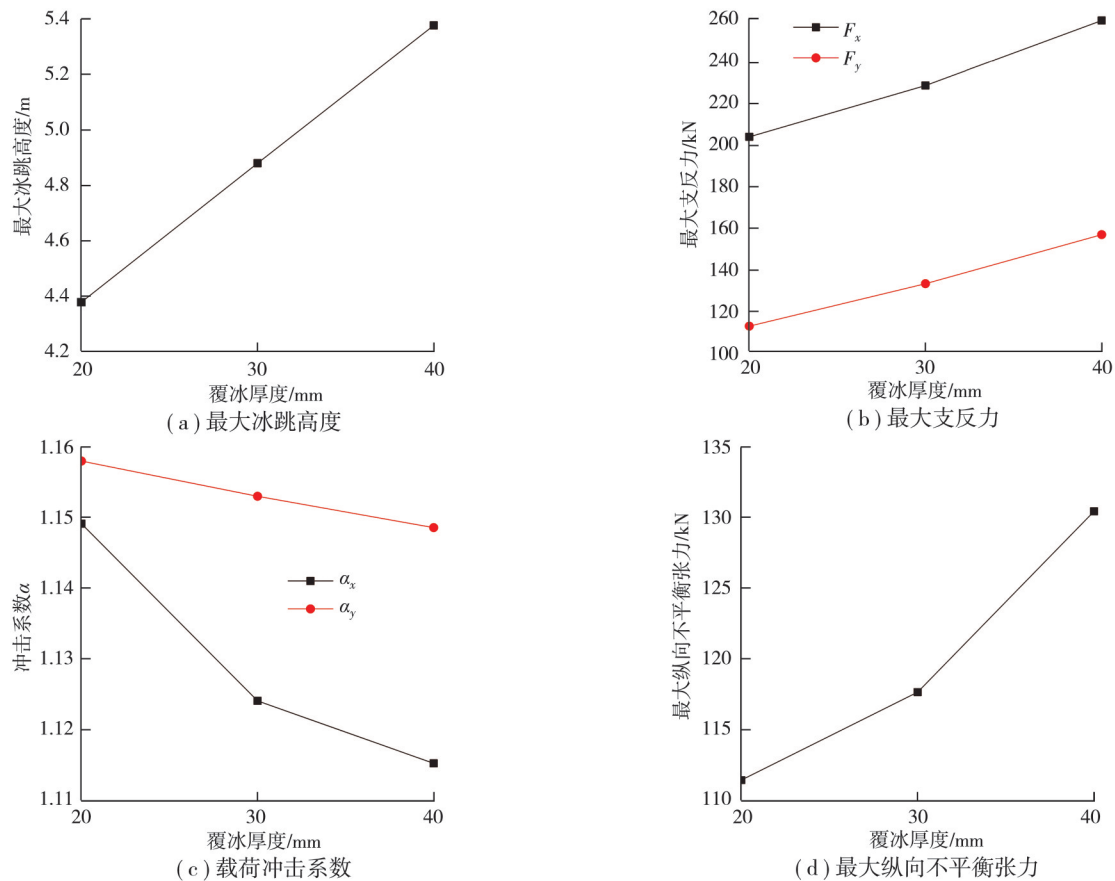 5.4
5.2
5.0
4.8
4.6
4.4
4.2
最大冰跳高度/m
20
30
40
覆冰厚度/mm
(a)最大冰跳高度
260
240
220
200
180
160
140
120
100
最大支反力/kN
Fx
Fy
20
30
40
覆冰厚度/mm
(b)最大支反力
1.16
1.15
1.14
1.13
1.12
1.11
冲击系数α
αx
αy
20
30
40
覆冰厚度/mm
(c)载荷冲击系数
135
130
125
120
115
110
最大纵向不平衡张力/kN
20
30
40
覆冰厚度/mm
(d)最大纵向不平衡张力